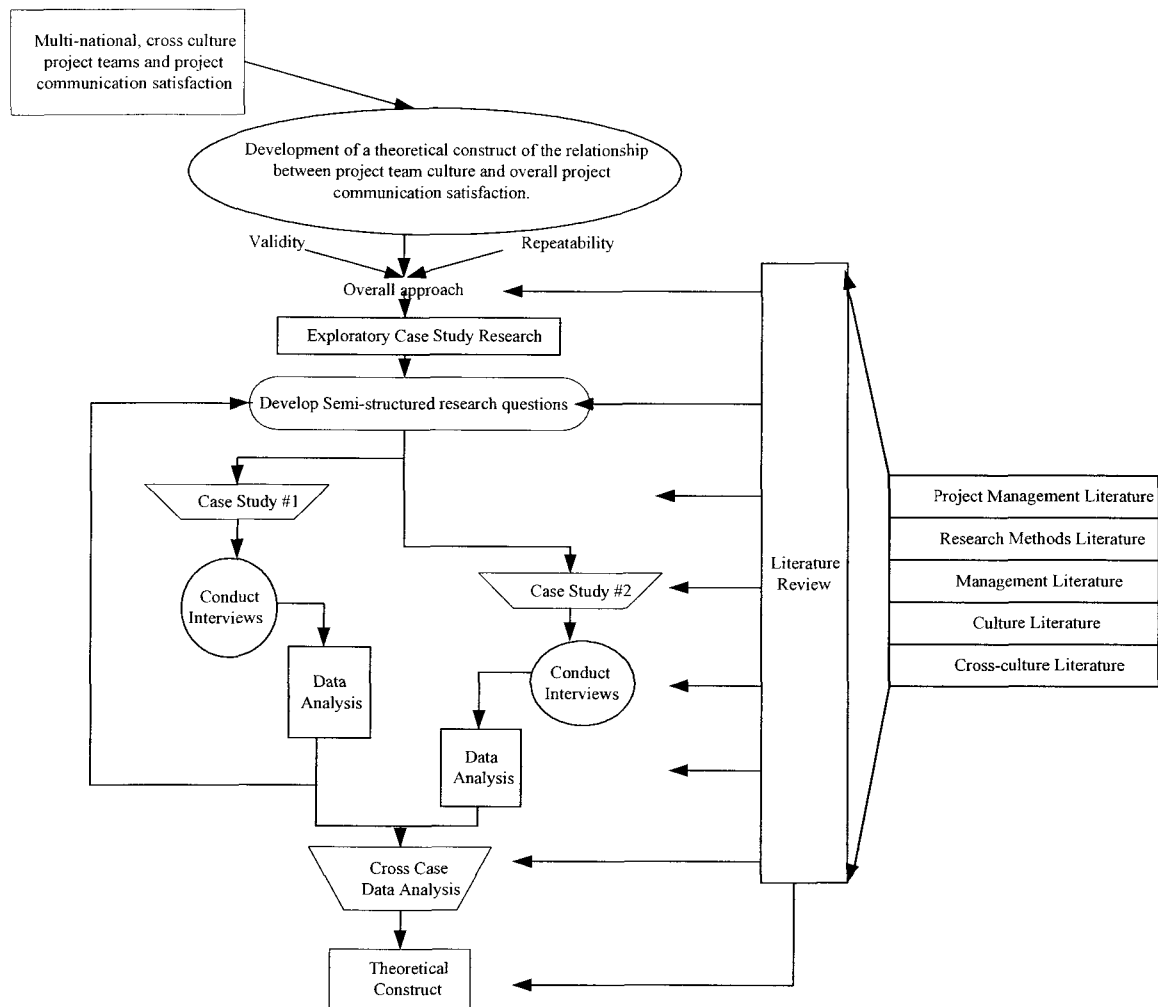 Multi-national, cross culture
project teams and project
communication satisfaction
Development of a theoretical construct of the relationship
between project team culture and overall project
communication satisfaction.
Validity
Repeatability
Overall approach
Exploratory Case Study Research
Develop Semi-structured research questions
Case Study #1
Conduct
Interviews
Data
Analysis
Case Study #2
Conduct
Interviews
Data
Analysis
Cross Case
Data Analysis
Theoretical
Construct
Literature
Review
Project Management Literature
Research Methods Literature
Management Literature
Culture Literature
Cross-culture Literature